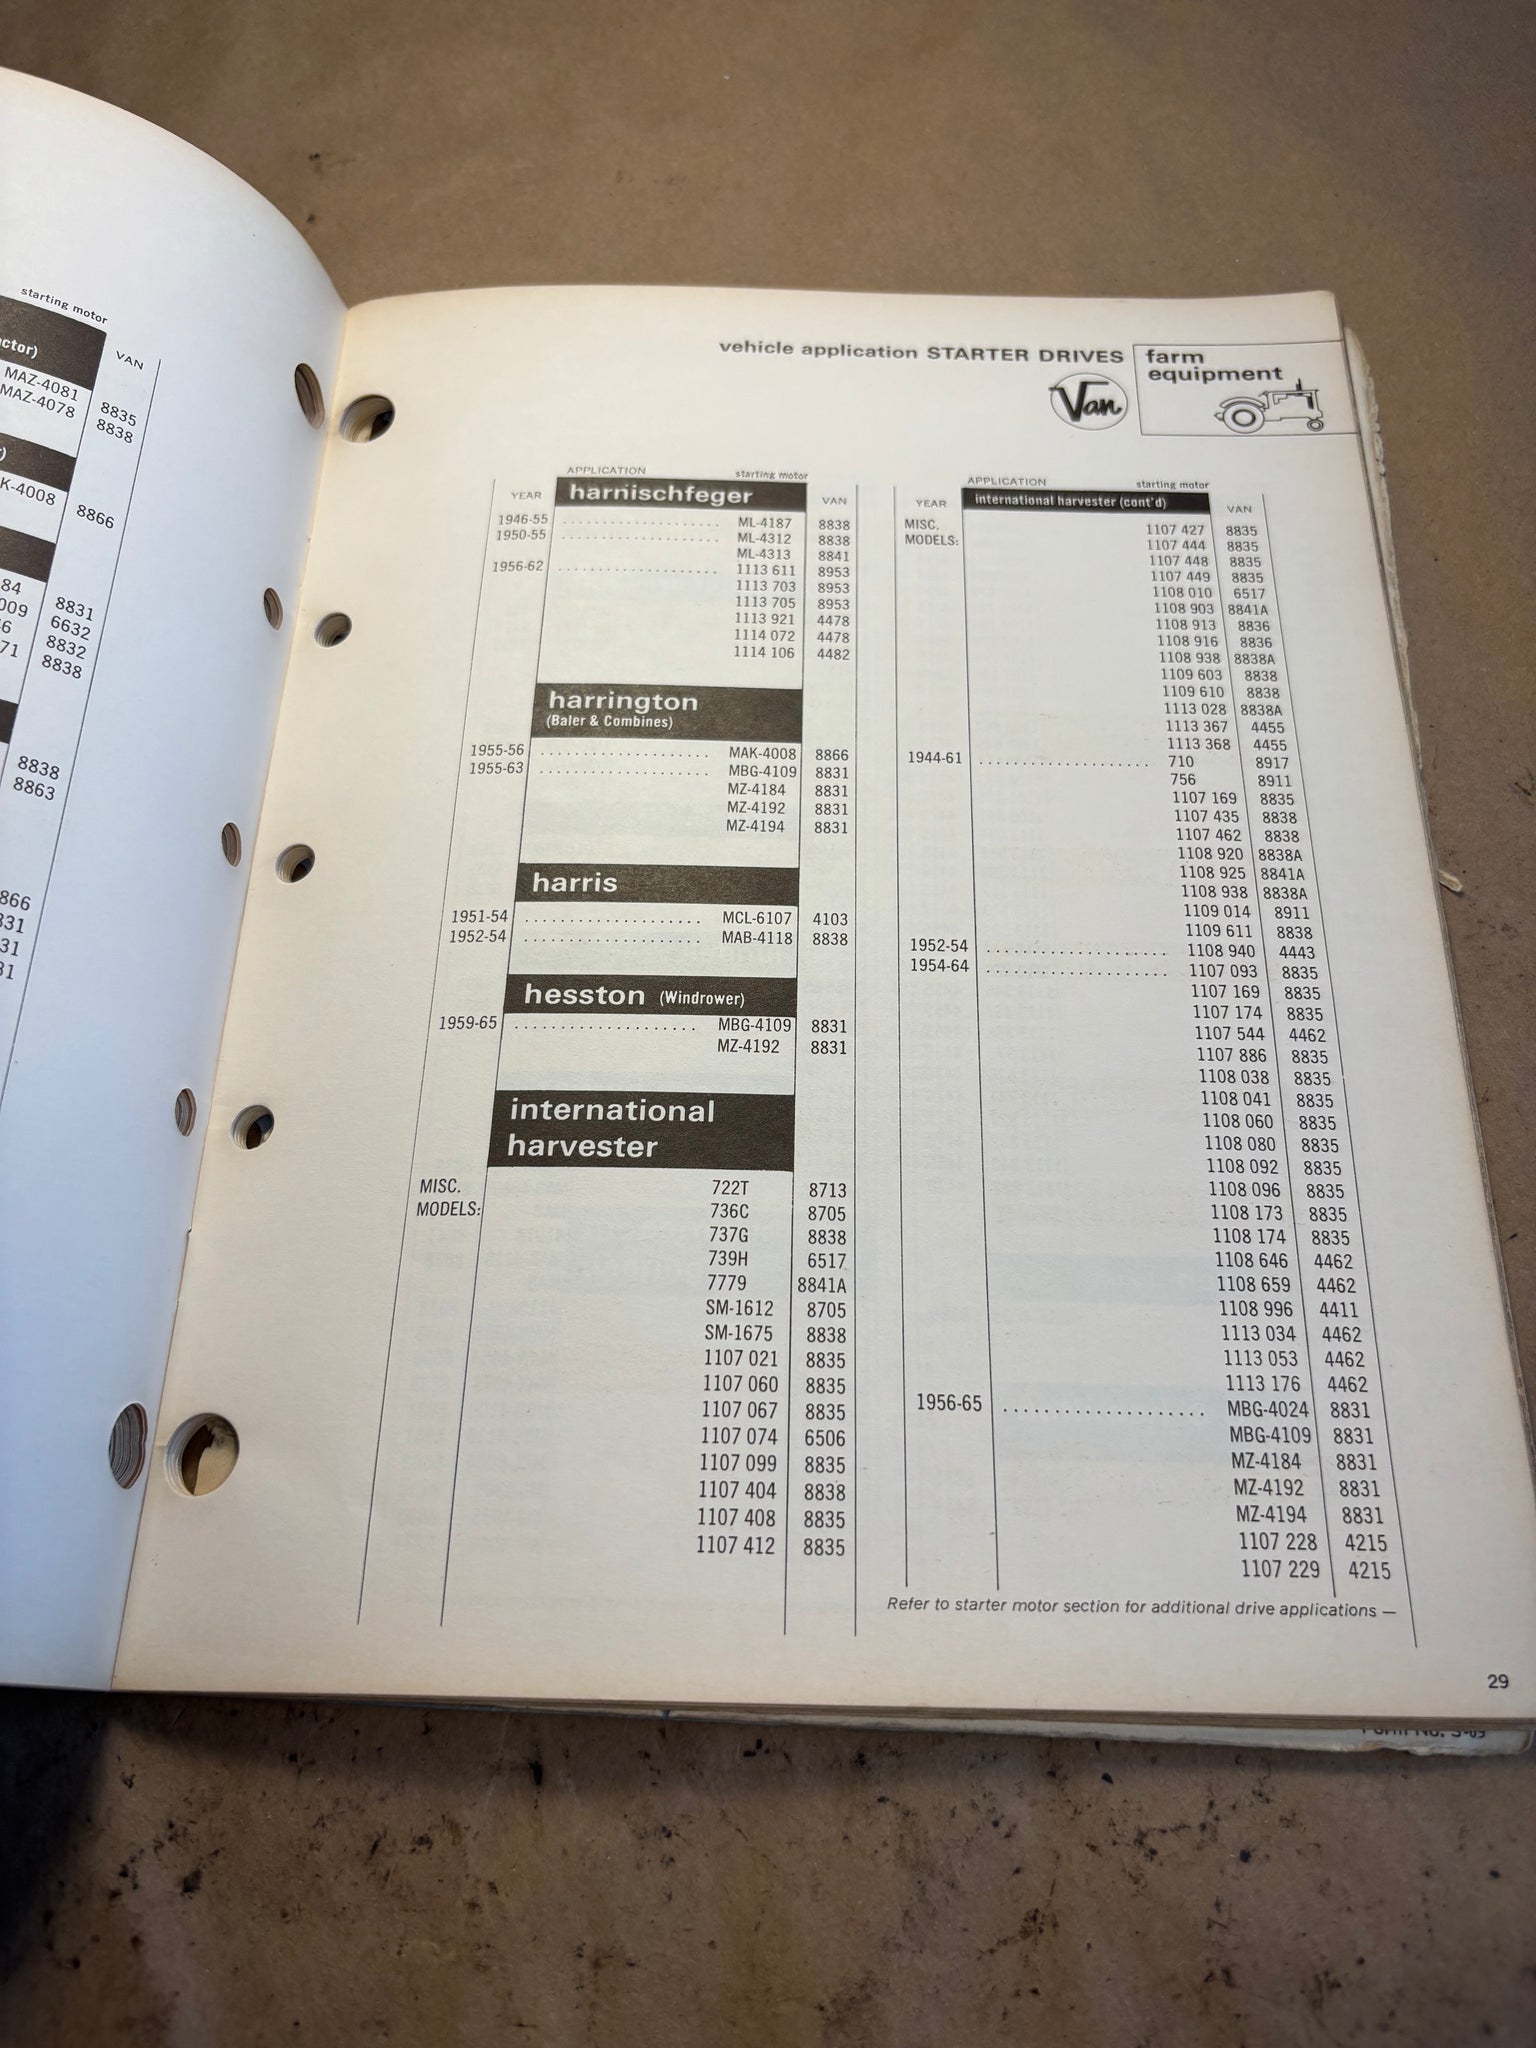 starting motor
ctor)
VAN
MAZ-4081 8835
MAZ-4078 8838
)
K-4008 8866
84 8831
009 6632
6 8832
71 8838
8838
8863
866
831
31
31
vehicle application STARTER DRIVES
farm
equipment
Van
APPLICATION starting motor
YEAR harnischfeger VAN
1946-55 .................... ML-4187 8838
1950-55 .................... ML-4312 8838
ML-4313 8841
1956-62 .................... 1113 611 8953
1113 703 8953
1113 705 8953
1113 921 4478
1114 072 4478
1114 106 4482
harrington
(Baler & Combines)
1955-56 .................... MAK-4008 8866
1955-63 .................... MBG-4109 8831
MZ-4184 8831
MZ-4192 8831
MZ-4194 8831
harris
1951-54 .................... MCL-6107 4103
1952-54 .................... MAB-4118 8838
hesston (Windrower)
1959-65 .................... MBG-4109 8831
MZ-4192 8831
international
harvester
MISC. 722T 8713
MODELS: 736C 8705
737G 8838
739H 6517
7779 8841A
SM-1612 8705
SM-1675 8838
1107 021 8835
1107 060 8835
1107 067 8835
1107 074 6506
1107 099 8835
1107 404 8838
1107 408 8835
1107 412 8835
APPLICATION starting motor
YEAR international harvester (cont'd) VAN
MISC. 1107 427 8835
MODELS: 1107 444 8835
1107 448 8835
1107 449 8835
1108 010 6517
1108 903 8841A
1108 913 8836
1108 916 8836
1108 938 8838A
1109 603 8838
1109 610 8838
1113 028 8838A
1113 367 4455
1113 368 4455
1944-61 .................... 710 8917
756 8911
1107 169 8835
1107 435 8838
1107 462 8838
1108 920 8838A
1108 925 8841A
1108 938 8838A
1109 014 8911
1109 611 8838
1952-54 .................... 1108 940 4443
1954-64 .................... 1107 093 8835
1107 169 8835
1107 174 8835
1107 544 4462
1107 886 8835
1108 038 8835
1108 041 8835
1108 060 8835
1108 080 8835
1108 092 8835
1108 096 8835
1108 173 8835
1108 174 8835
1108 646 4462
1108 659 4462
1108 996 4411
1113 034 4462
1113 053 4462
1113 176 4462
1956-65 .................... MBG-4024 8831
MBG-4109 8831
MZ-4184 8831
MZ-4192 8831
MZ-4194 8831
1107 228 4215
1107 229 4215
Refer to starter motor section for additional drive applications —
29
Form No. S-69